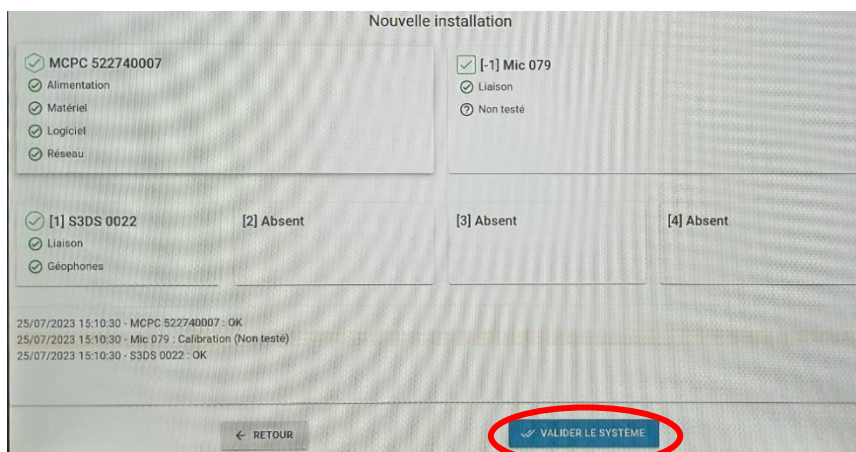 Nouvelle installation
MCPC 522740007
Alimentation
Matériel
Logiciel
Réseau
[-1] Mic 079
Liaison
Non testé
[1] S3DS 0022
Liaison
Géophones
[2] Absent
[3] Absent
[4] Absent
25/07/2023 15:10:30 - MCPC 522740007 : OK
25/07/2023 15:10:30 - Mic 079 : Calibration (Non testé)
25/07/2023 15:10:30 - S3DS 0022 : OK
RETOUR
VALIDER LE SYSTÈME